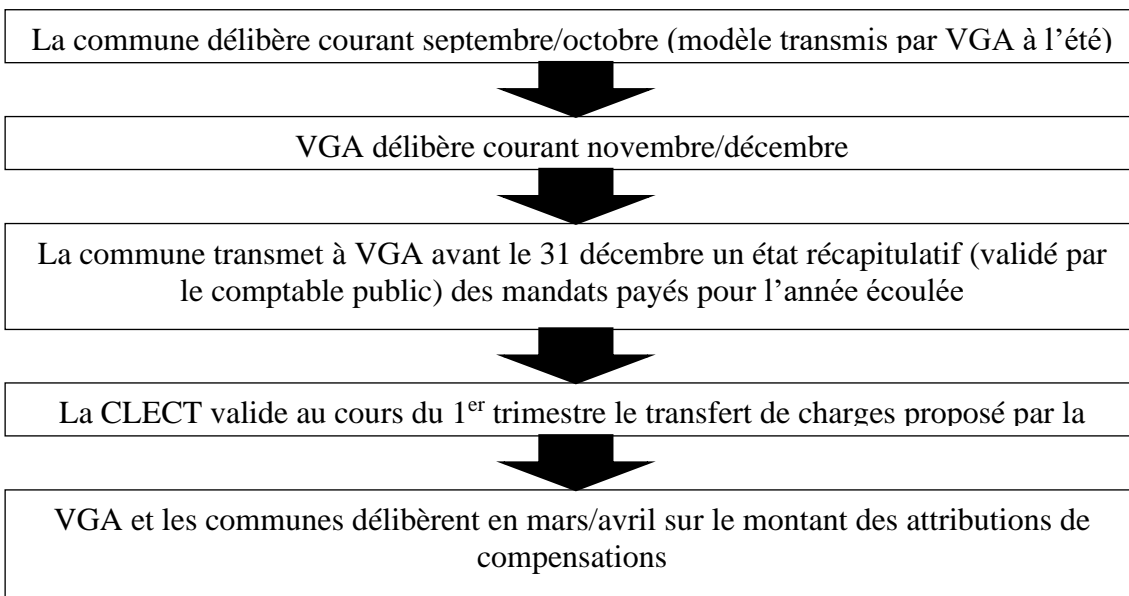 La commune délibère courant septembre/octobre (modèle transmis par VGA à l’été)
VGA délibère courant novembre/décembre
La commune transmet à VGA avant le 31 décembre un état récapitulatif (validé par
le comptable public) des mandats payés pour l’année écoulée
La CLECT valide au cours du 1er trimestre le transfert de charges proposé par la
VGA et les communes délibèrent en mars/avril sur le montant des attributions de
compensations